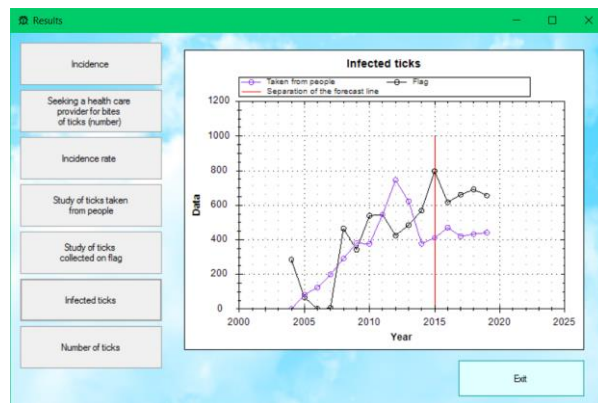 Results
Incidence
Seeking a health care
provider for bites
of ticks (number)
Incidence rate
Study of ticks taken
from people
Study of ticks
collected on flag
Infected ticks
Number of ticks
Infected ticks
Taken from people
Flag
Separation of the forecast line
1200
1000
800
600
400
200
0
Data
2000
2005
2010
2015
2020
2025
Year
Exit